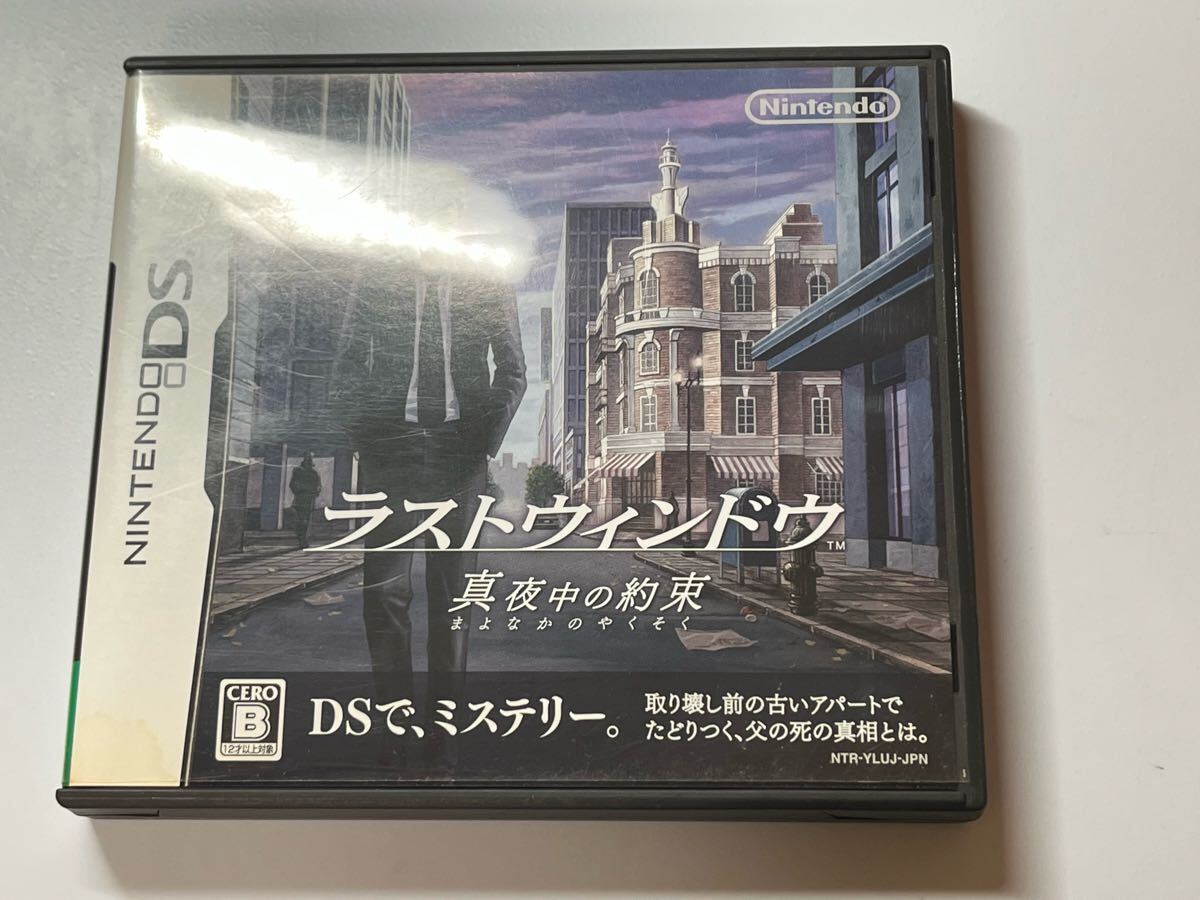 Nintendo
NINTENDO DS
ラストウィンドウ™
真夜中の約束
まよなかのやくそく
CERO
B
12才以上対象
DSで、ミステリー。
取り壊し前の古いアパートで
たどりつく、父の死の真相とは。
NTR-YLUJ-JPN